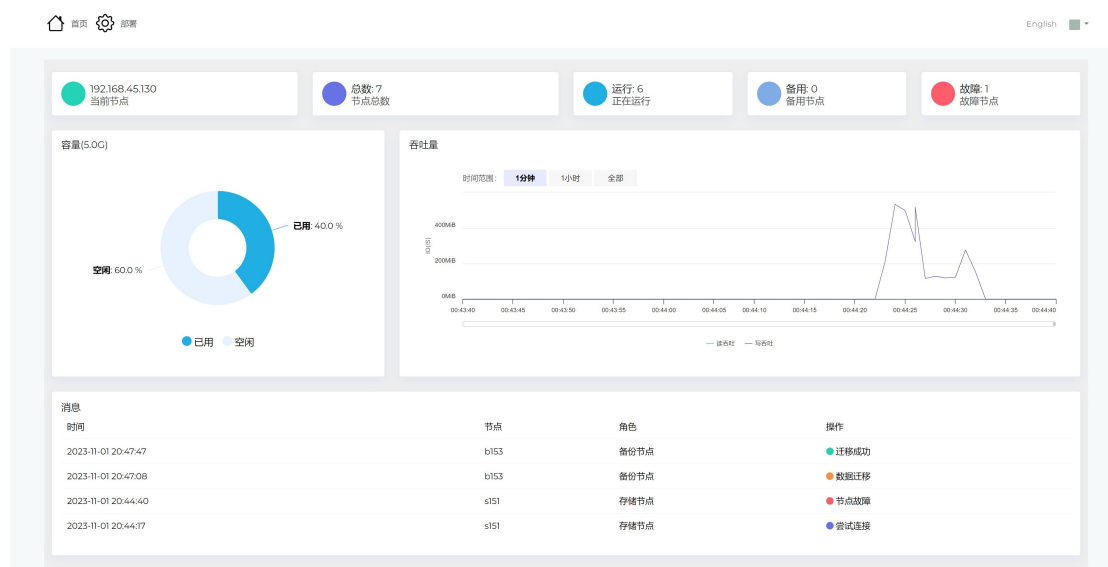 首页 部署 English
192.168.45.130
当前节点
总数: 7
节点总数
运行: 6
正在运行
备用: 0
备用节点
故障: 1
故障节点
容量(5.0G)
已用: 40.0 %
空闲: 60.0 %
已用 空闲
吞吐量
时间范围: 1分钟 1小时 全部
IO(/S)
400MiB
200MiB
0MiB
00:43:40 00:43:45 00:43:50 00:43:55 00:44:00 00:44:05 00:44:10 00:44:15 00:44:20 00:44:25 00:44:30 00:44:35 00:44:40
读吞吐 写吞吐
消息
时间 节点 角色 操作
2023-11-01 20:47:47 b153 备份节点 迁移成功
2023-11-01 20:47:08 b153 备份节点 数据迁移
2023-11-01 20:44:40 s151 存储节点 节点故障
2023-11-01 20:44:17 s151 存储节点 尝试连接